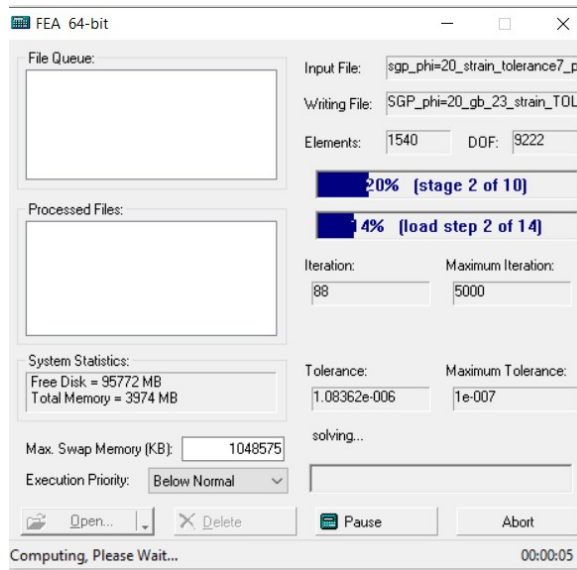 FEA 64-bit
File Queue:
Input File: sgp_phi=20_strain_tolerance7_p
Writing File: SGP_phi=20_gb_23_strain_TOL
Elements: 1540 DOF: 9222
20% (stage 2 of 10)
Processed Files:
14% (load step 2 of 14)
Iteration: Maximum Iteration:
88 5000
System Statistics:
Free Disk = 95772 MB
Total Memory = 3974 MB
Tolerance: Maximum Tolerance:
1.08362e-006 1e-007
solving...
Max. Swap Memory (KB): 1048575
Execution Priority: Below Normal
Open... Delete Pause Abort
Computing, Please Wait... 00:00:05